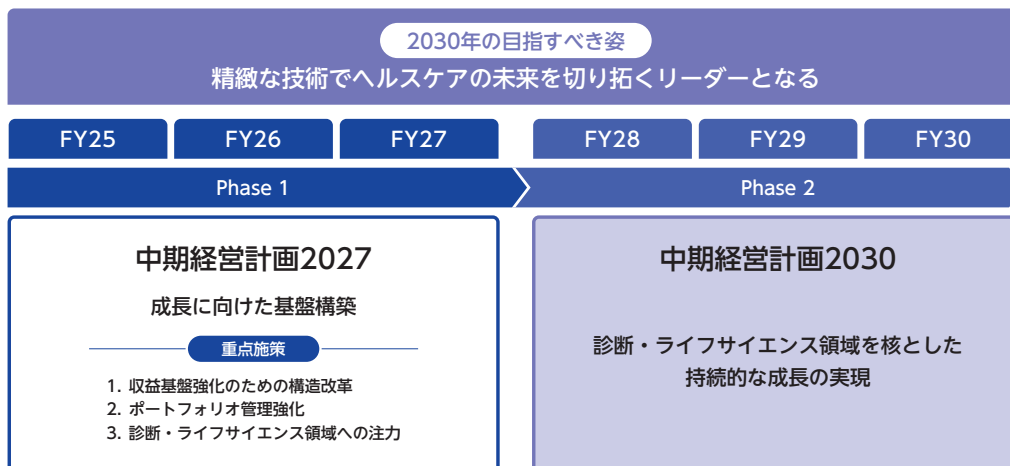 2030年の目指すべき姿
精緻な技術でヘルスケアの未来を切り拓くリーダーとなる
FY25
FY26
FY27
FY28
FY29
FY30
Phase 1
Phase 2
中期経営計画2027
成長に向けた基盤構築
重点施策
1. 収益基盤強化のための構造改革
2. ポートフォリオ管理強化
3. 診断・ライフサイエンス領域への注力
中期経営計画2030
診断・ライフサイエンス領域を核とした
持続的な成長の実現